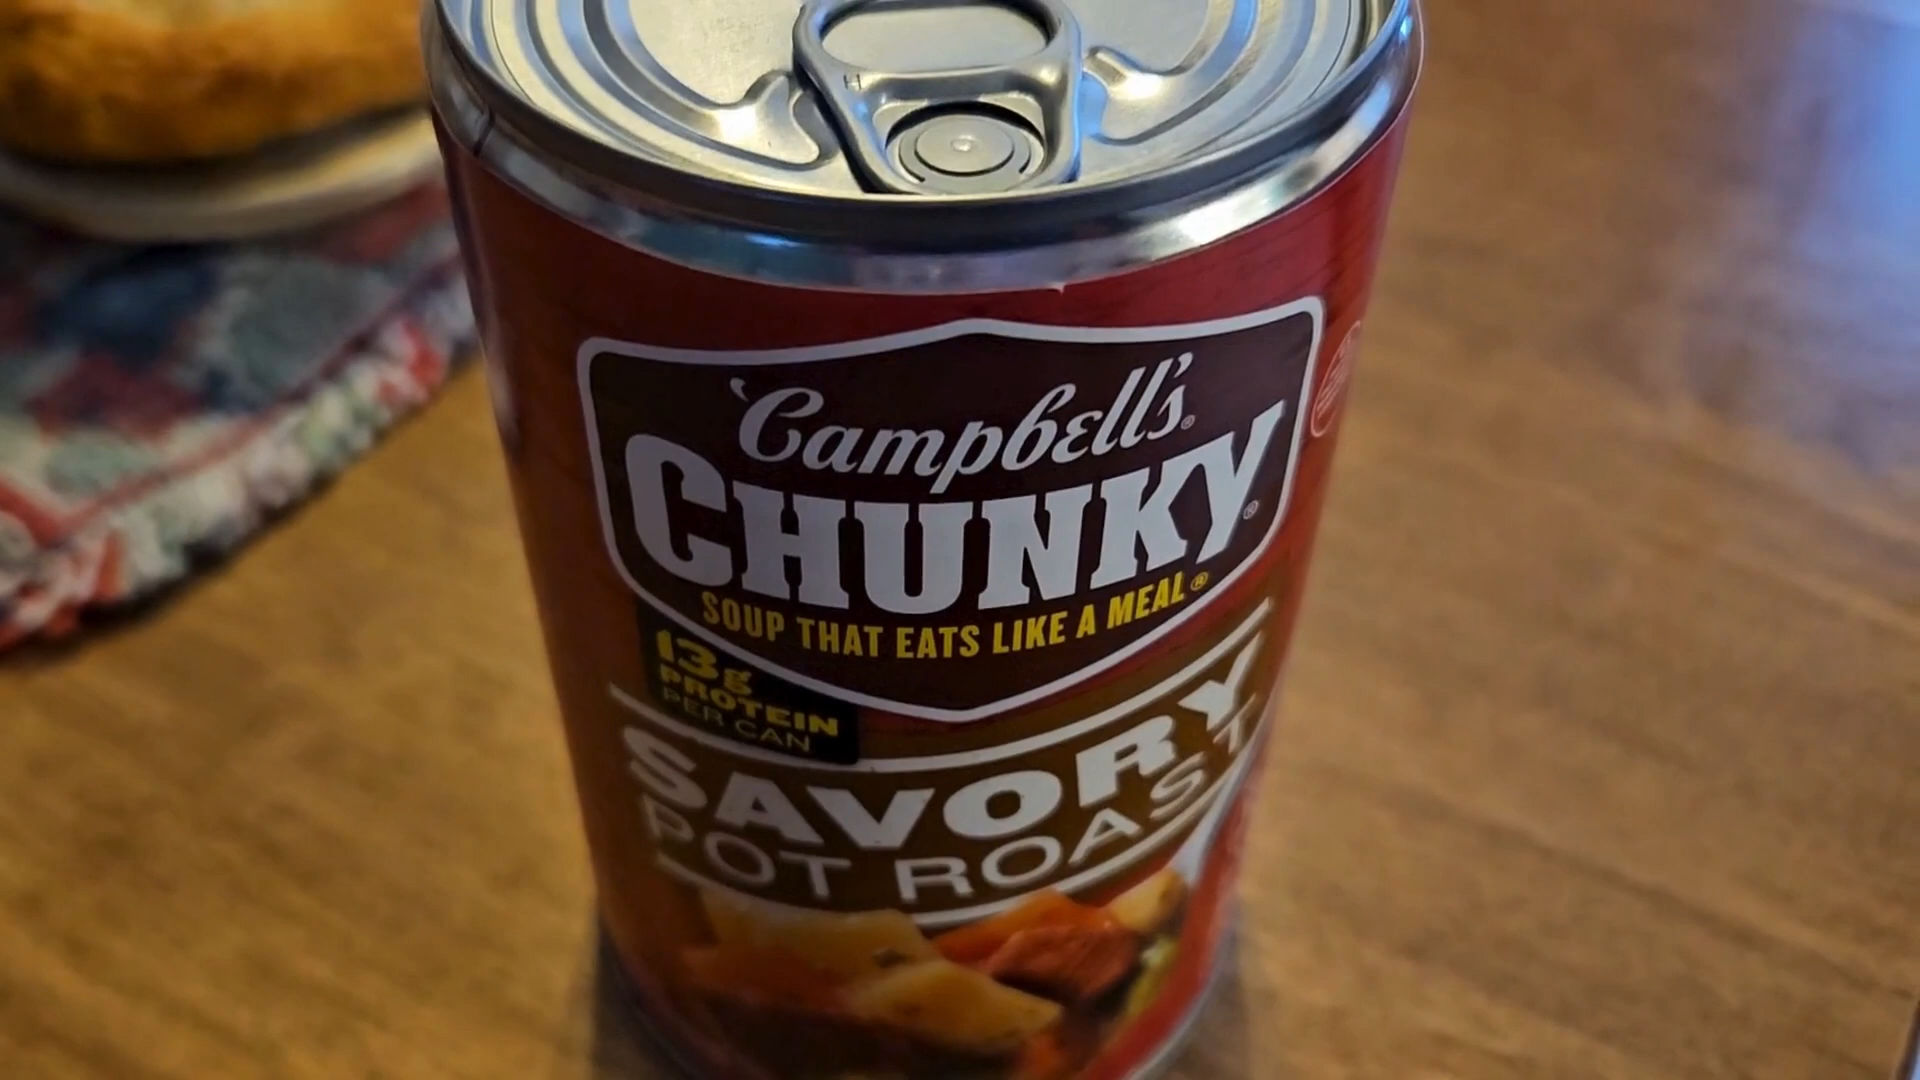 Campbell's®
CHUNKY®
SOUP THAT EATS LIKE A MEAL®
13g
PROTEIN
PER CAN
SAVORY
POT ROAST